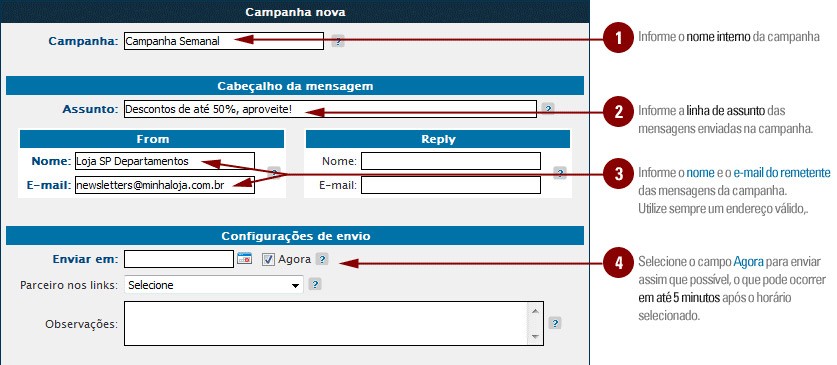 Campanha nova
Campanha: Campanha Semanal ?
1 Informe o nome interno da campanha
Cabeçalho da mensagem
Assunto: Descontos de até 50%, aproveite! ?
2 Informe a linha de assunto das
mensagens enviadas na campanha.
From
Nome: Loja SP Departamentos
E-mail: newsletters@minhaloja.com.br
?
Reply
Nome:
E-mail:
?
3 Informe o nome e o e-mail do remetente
das mensagens da campanha.
Utilize sempre um endereço válido,.
Configurações de envio
Enviar em: Agora ?
Parceiro nos links: Selecione ?
Observações: ?
4 Selecione o campo Agora para enviar
assim que possível, o que pode ocorrer
em até 5 minutos após o horário
selecionado.